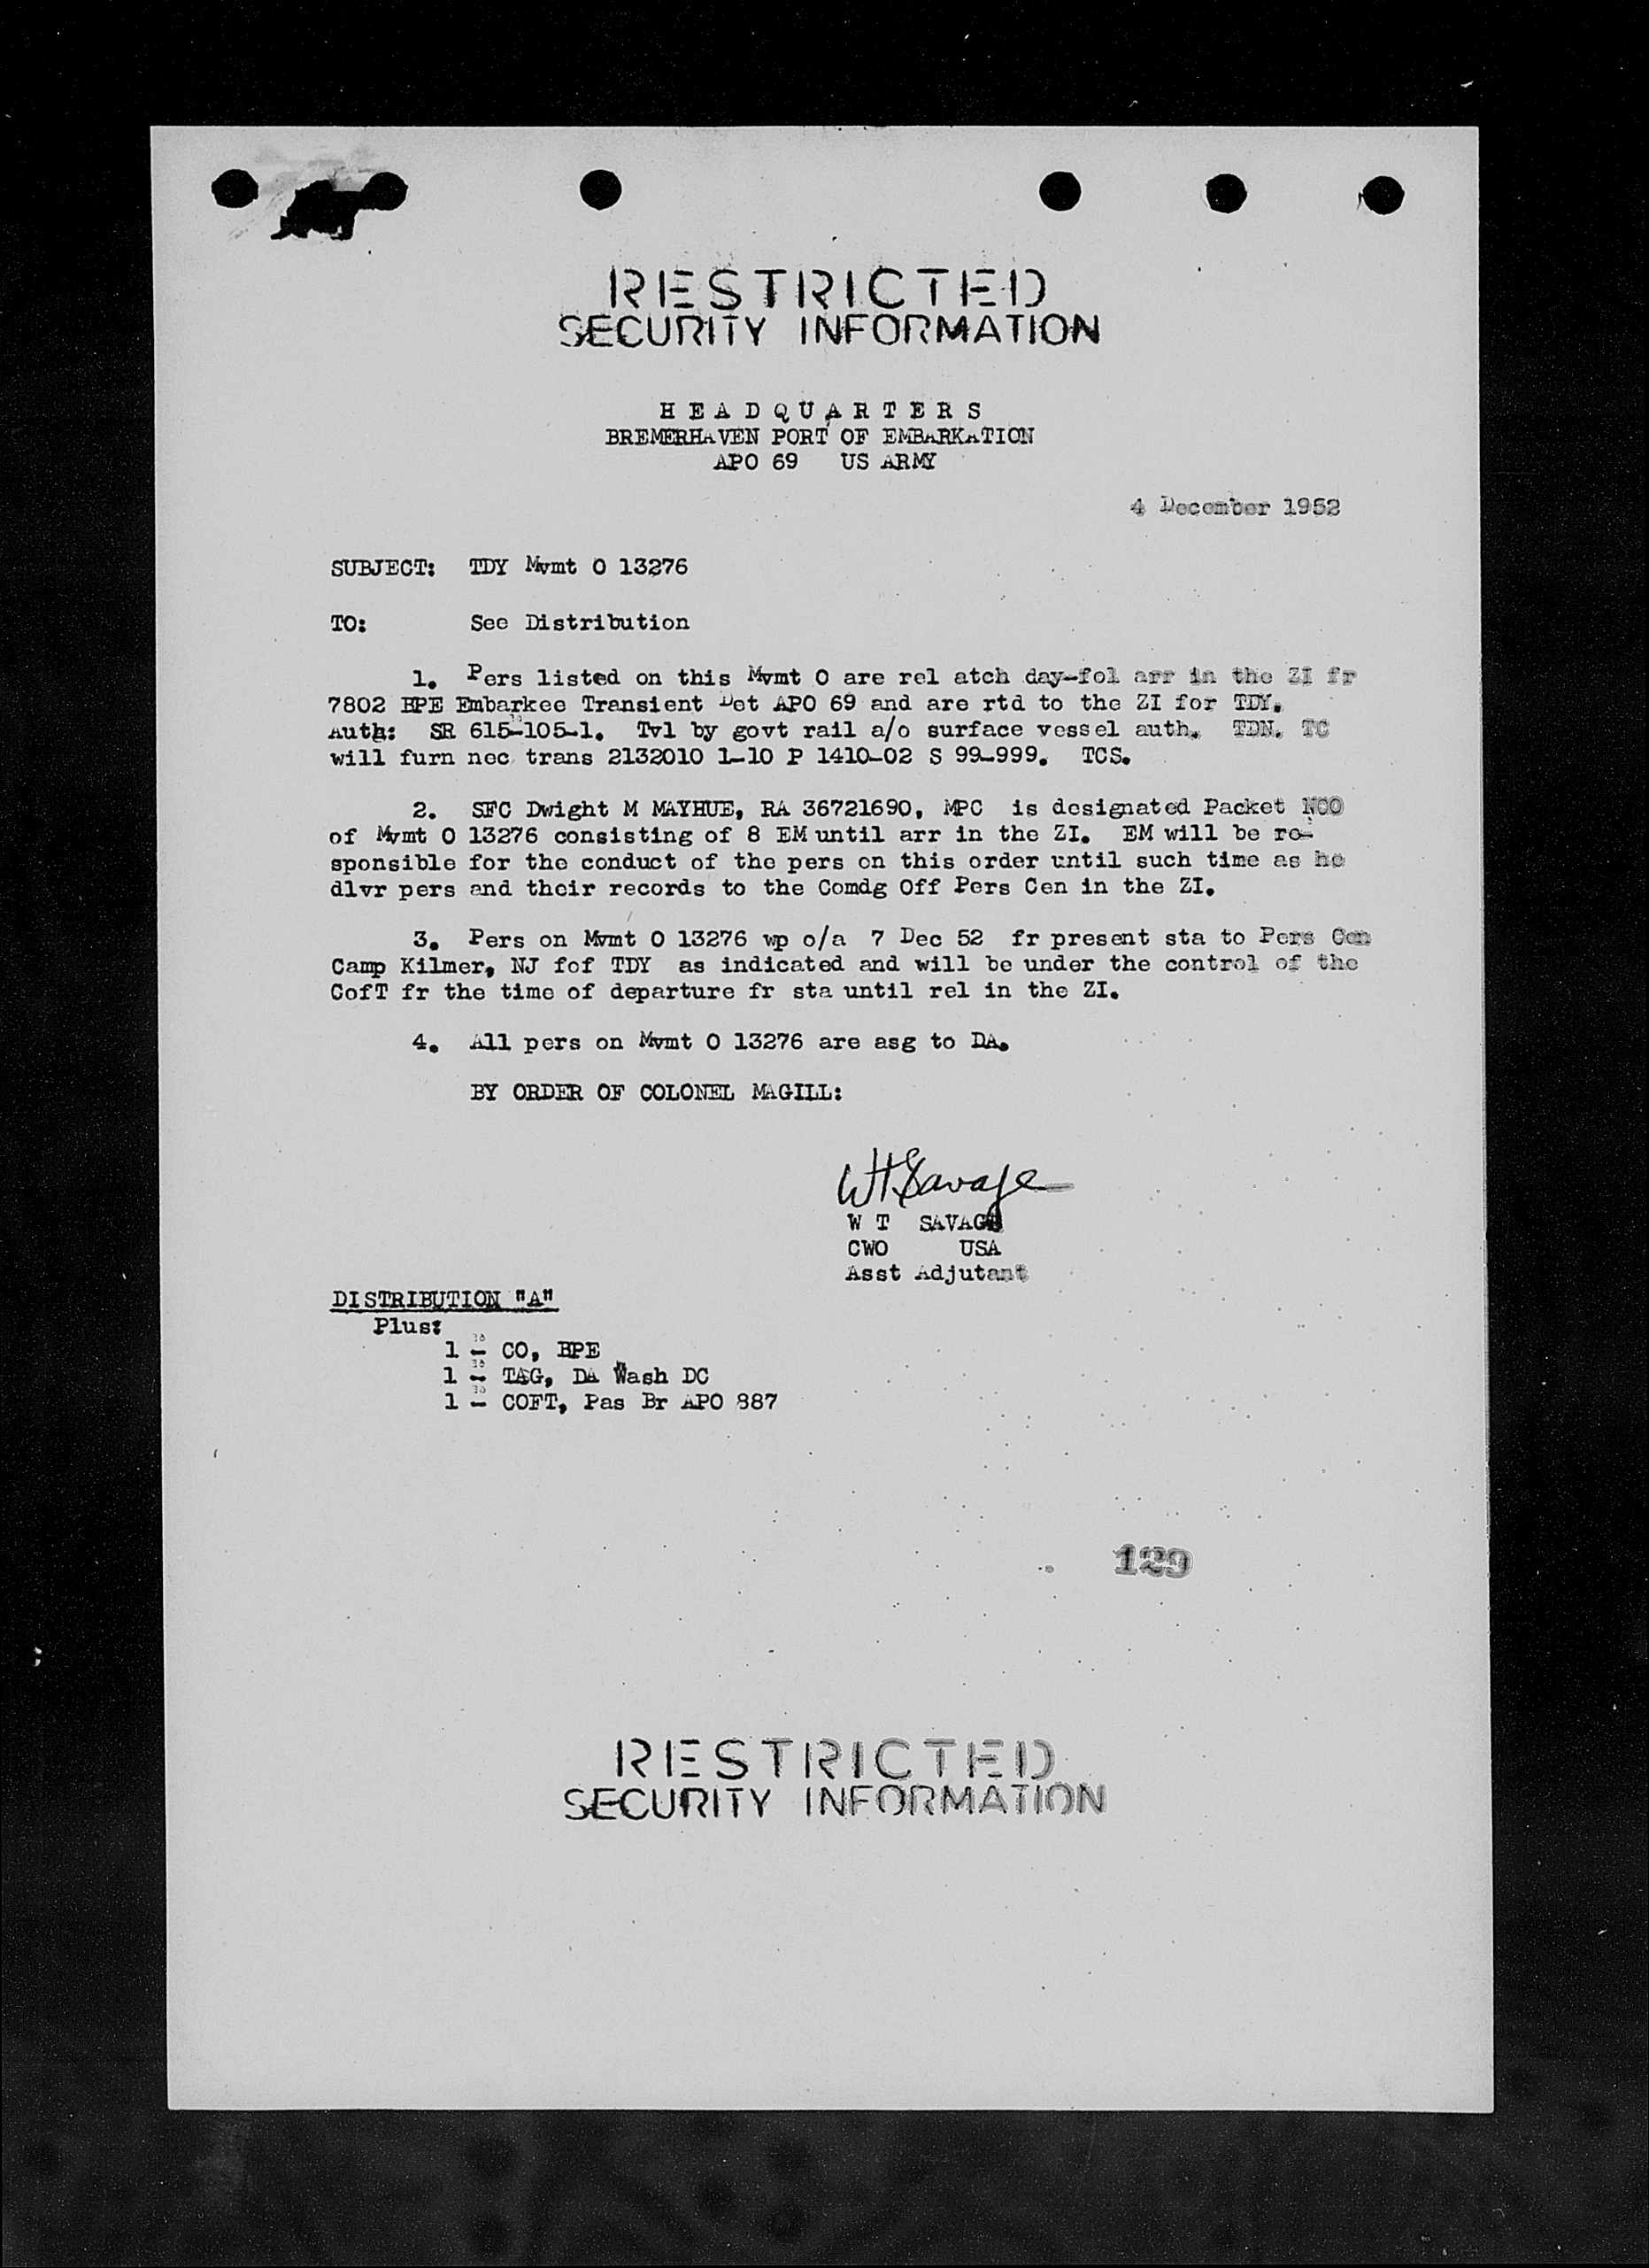 RESTRICTED
SECURITY INFORMATION
H E A D Q U A R T E R S
BREMERHAVEN PORT OF EMBARKATION
APO 69 US ARMY
4 December 1952
SUBJECT: TDY Mvmt O 13276
TO: See Distribution
1. Pers listed on this Mvmt O are rel atch day-fol arr in the ZI fr
7802 BPE Embarkee Transient Det APO 69 and are rtd to the ZI for TDY.
Auth: SR 615-105-1. Tvl by govt rail a/o surface vessel auth. TDN. TC
will furn nec trans 2132010 1-10 P 1410-02 S 99-999. TCS.
2. SFC Dwight M MAYHUE, RA 36721690, MPC is designated Packet NCO
of Mvmt O 13276 consisting of 8 EM until arr in the ZI. EM will be re-
sponsible for the conduct of the pers on this order until such time as he
dlvr pers and their records to the Comdg Off Pers Cen in the ZI.
3. Pers on Mvmt O 13276 wp o/a 7 Dec 52 fr present sta to Pers Cen
Camp Kilmer, NJ fof TDY as indicated and will be under the control of the
CofT fr the time of departure fr sta until rel in the ZI.
4. All pers on Mvmt O 13276 are asg to DA.
BY ORDER OF COLONEL MAGILL:
WTSavage
W T SAVAGE
CWO USA
Asst Adjutant
DISTRIBUTION "A"
Plus:
1 - CO, BPE
1 - TAG, DA Wash DC
1 - COFT, Pas Br APO 887
129
RESTRICTED
SECURITY INFORMATION